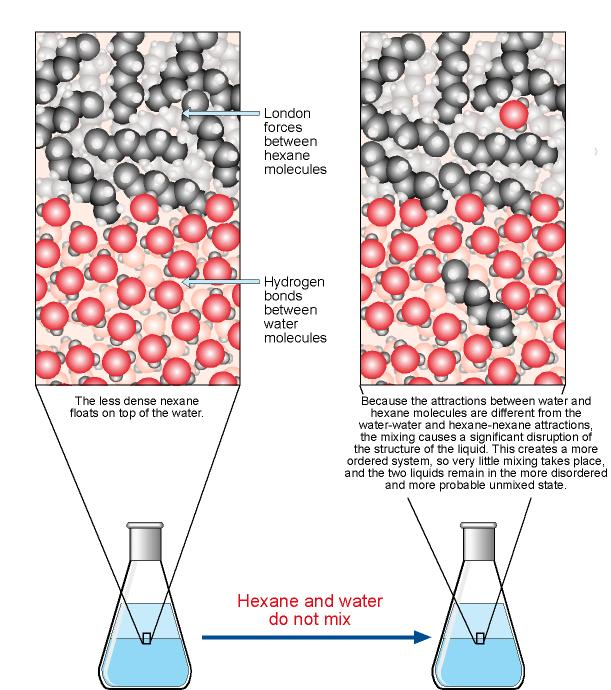 London
forces
between
hexane
molecules
Hydrogen
bonds
between
water
molecules
The less dense nexane
floats on top of the water.
Because the attractions between water and
hexane molecules are different from the
water-water and hexane-nexane attractions,
the mixing causes a significant disruption of
the structure of the liquid. This creates a more
ordered system, so very little mixing takes place,
and the two liquids remain in the more disordered
and more probable unmixed state.
Hexane and water
do not mix